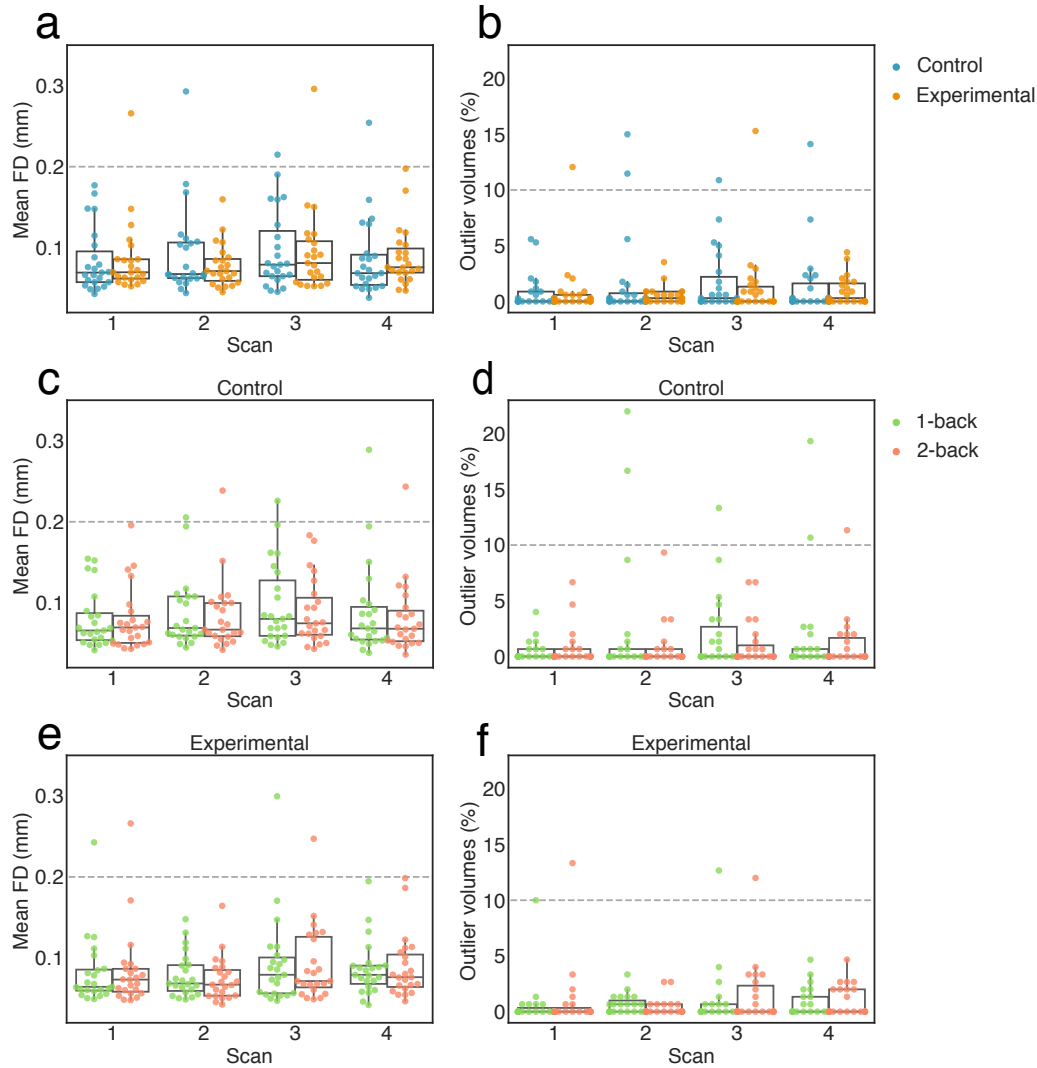 a
b
0.3
0.2
0.1
Mean FD (mm)
1 2 3 4
Scan
20
15
10
5
0
Outlier volumes (%)
1 2 3 4
Scan
Control
Experimental
c
Control
d
Control
0.3
0.2
0.1
Mean FD (mm)
1 2 3 4
Scan
20
15
10
5
0
Outlier volumes (%)
1 2 3 4
Scan
1-back
2-back
e
Experimental
f
Experimental
0.3
0.2
0.1
Mean FD (mm)
1 2 3 4
Scan
20
15
10
5
0
Outlier volumes (%)
1 2 3 4
Scan